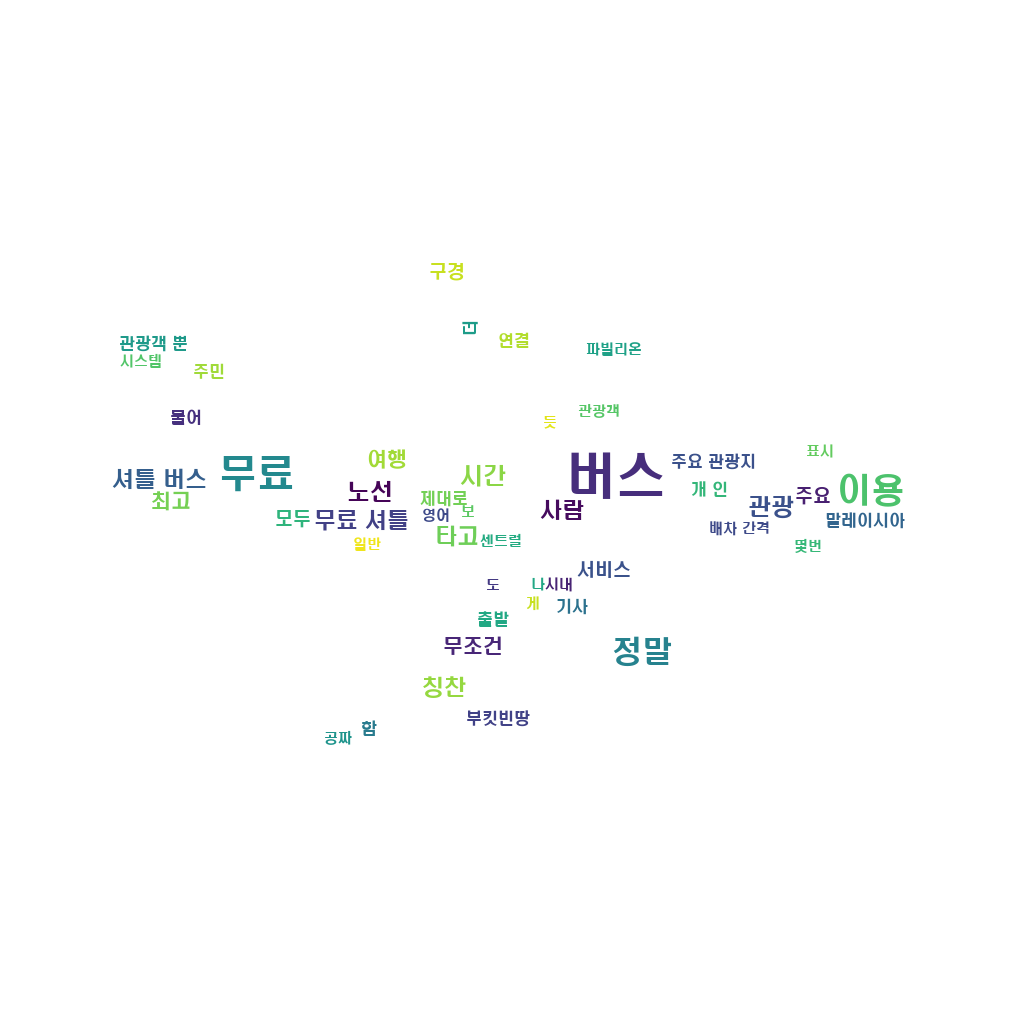 구경
탑
연결
관광객 뿐
파빌리온
시스템
주민
관광객
물어
듯
여행
버스
주요 관광지
표시
셔틀 버스
무료
시간
노선
개 인
이용
최고
제대로
사람
관광
주요
모두
무료 셔틀
영어
보
말레이시아
배차 간격
타고
센트럴
일반
몇번
서비스
도
나
시내
게
기사
출발
무조건
정말
칭찬
부킷빈땅
함
공짜